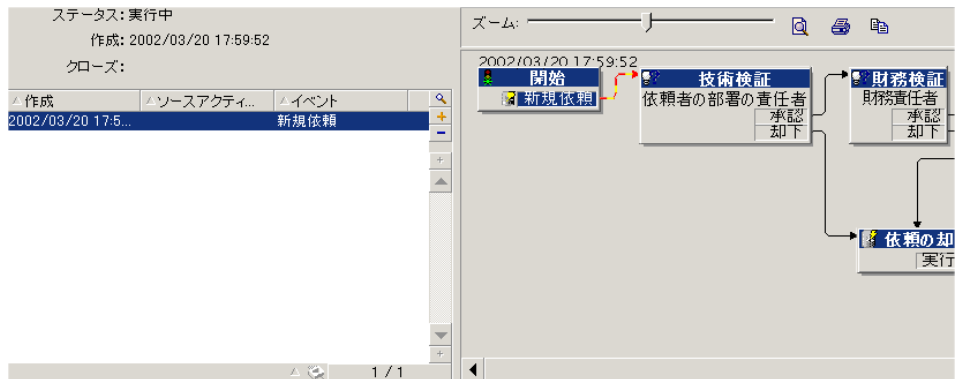 ステータス: 実行中
作成: 2002/03/20 17:59:52
クローズ:
作成 ソースアクティ... イベント
2002/03/20 17:5... 新規依頼
1 / 1
ズーム:
2002/03/20 17:59:52
開始
新規依頼
技術検証
依頼者の部署の責任者
承認
却下
財務検証
財務責任者
承認
却下
依頼の却
実行